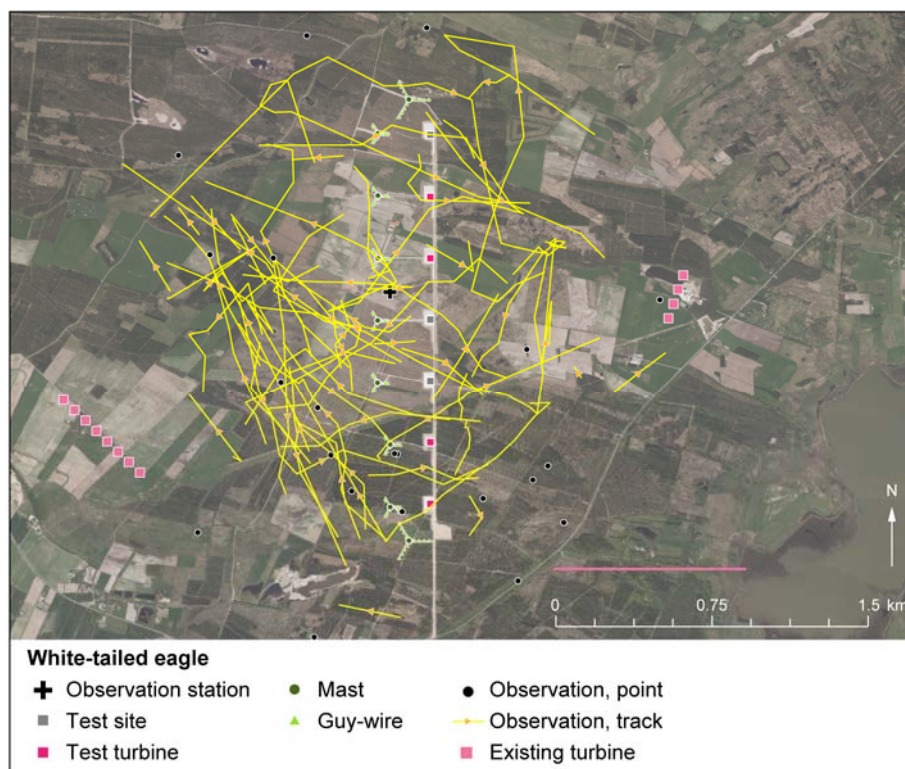 N
0 0.75 1.5 km
White-tailed eagle
Observation station
Mast
Observation, point
Test site
Guy-wire
Observation, track
Test turbine
Existing turbine